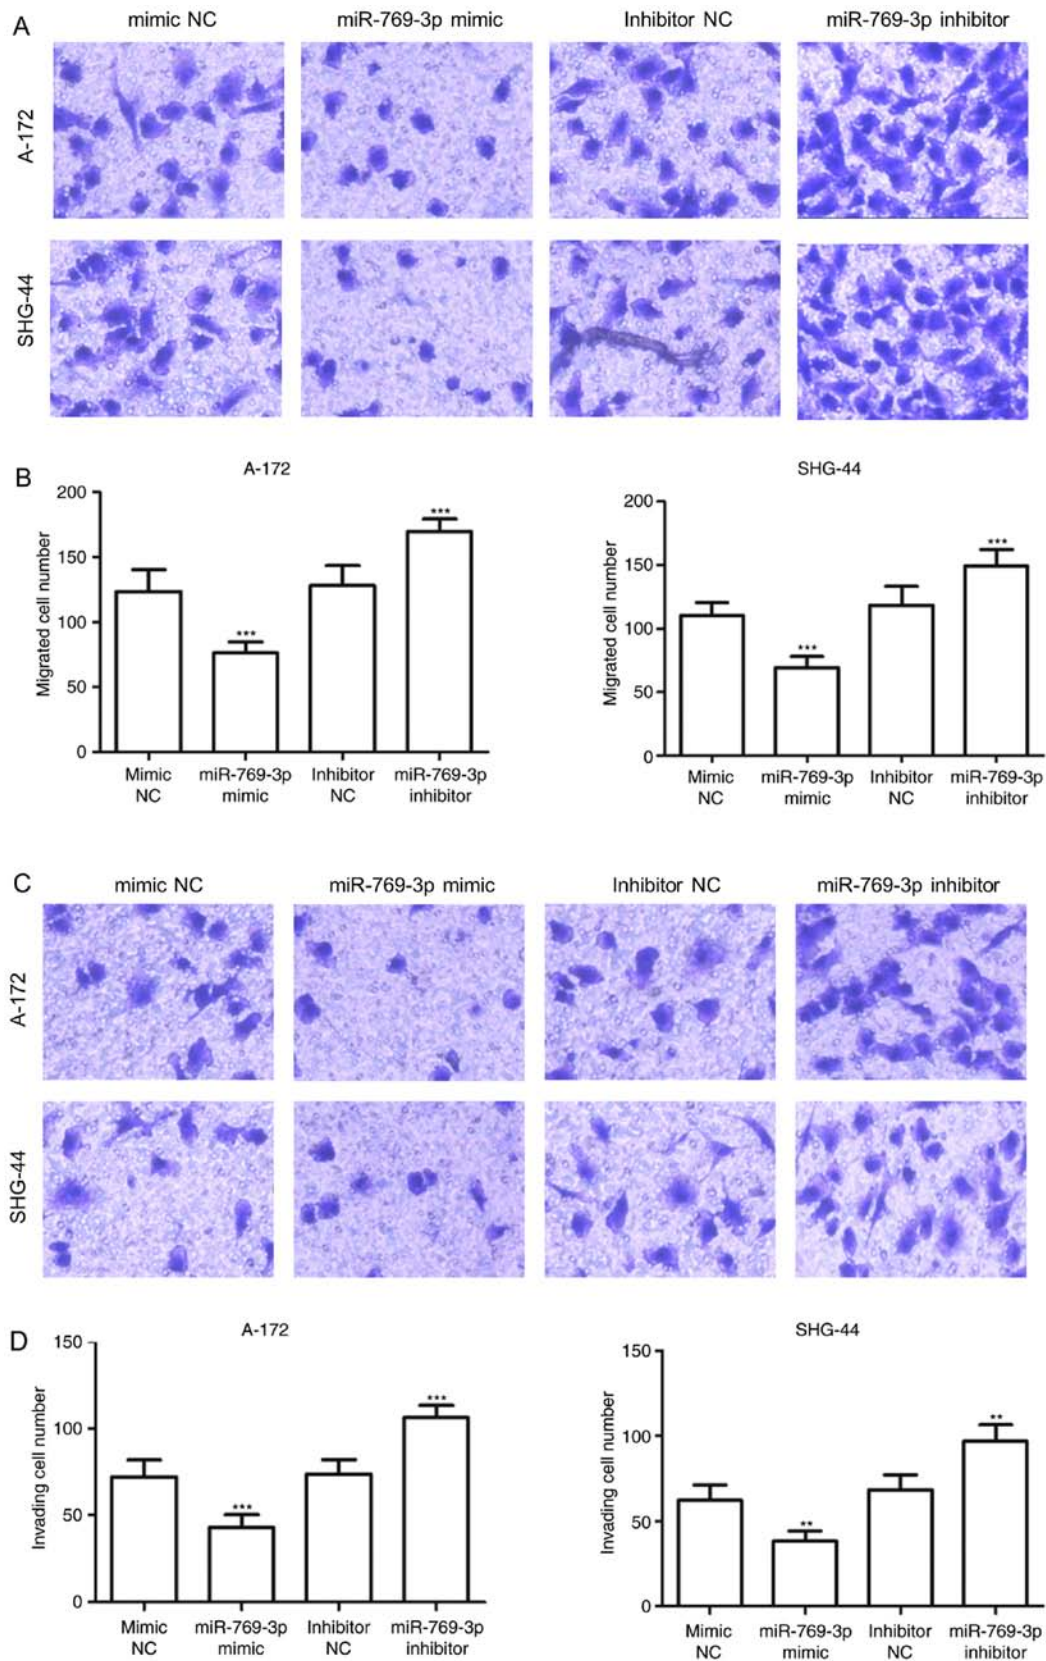 A
mimic NC miR-769-3p mimic Inhibitor NC miR-769-3p inhibitor
A-172
SHG-44
B
A-172
Migrated cell number
200
150
100
50
0
***
***
Mimic NC
miR-769-3p mimic
Inhibitor NC
miR-769-3p inhibitor
SHG-44
Migrated cell number
200
150
100
50
0
***
***
Mimic NC
miR-769-3p mimic
Inhibitor NC
miR-769-3p inhibitor
C
mimic NC miR-769-3p mimic Inhibitor NC miR-769-3p inhibitor
A-172
SHG-44
D
A-172
Invading cell number
150
100
50
0
***
***
Mimic NC
miR-769-3p mimic
Inhibitor NC
miR-769-3p inhibitor
SHG-44
Invading cell number
150
100
50
0
**
**
Mimic NC
miR-769-3p mimic
Inhibitor NC
miR-769-3p inhibitor